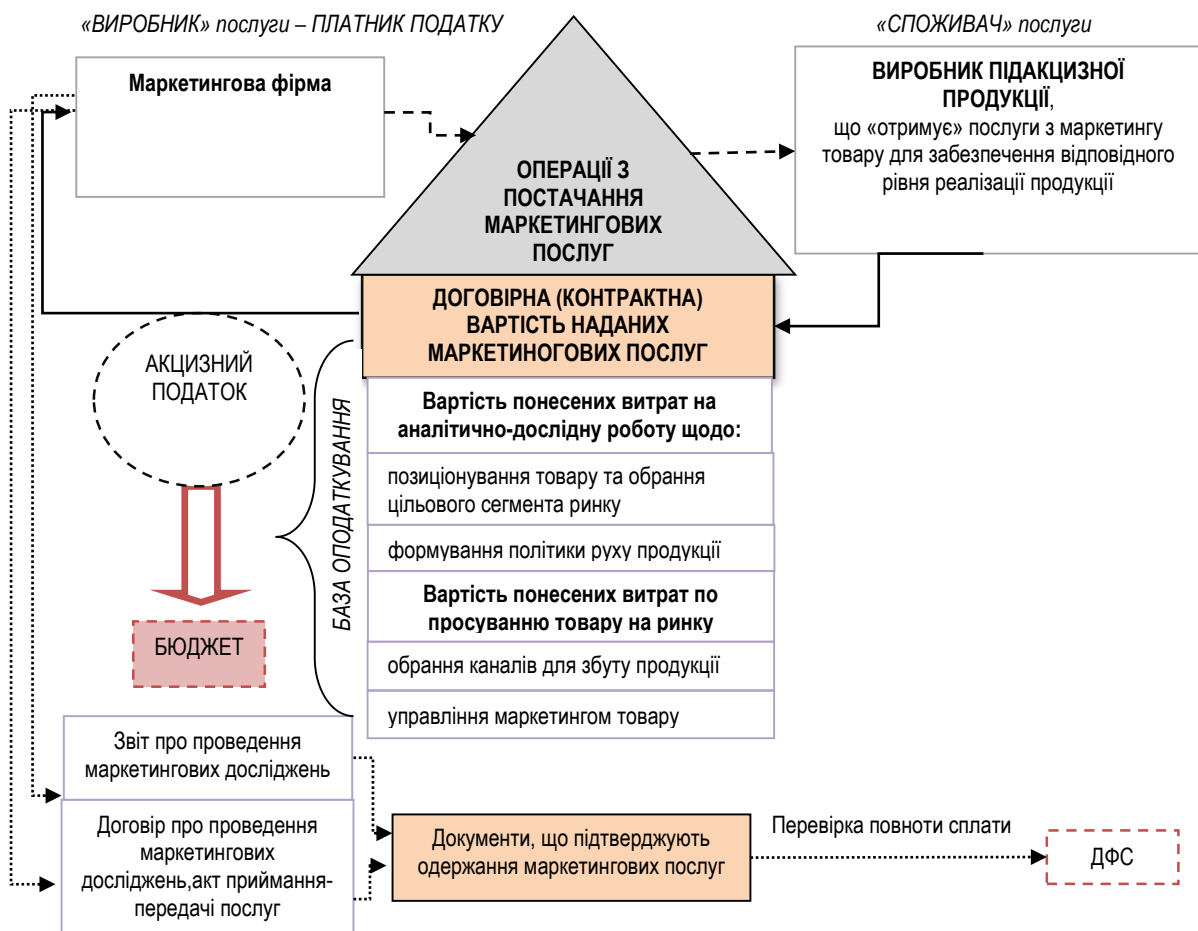 «ВИРОБНИК» послуги – ПЛАТНИК ПОДАТКУ
«СПОЖИВАЧ» послуги
Маркетингова фірма
ВИРОБНИК ПІДАКЦИЗНОЇ
ПРОДУКЦІЇ,
що «отримує» послуги з маркетингу
товару для забезпечення відповідного
рівня реалізації продукції
ОПЕРАЦІЇ З
ПОСТАЧАННЯ
МАРКЕТИНГОВИХ
ПОСЛУГ
ДОГОВІРНА (КОНТРАКТНА)
ВАРТІСТЬ НАДАНИХ
МАРКЕТИНОГОВИХ ПОСЛУГ
АКЦИЗНИЙ
ПОДАТОК
БАЗА ОПОДАТКУВАННЯ
Вартість понесених витрат на
аналітично-дослідну роботу щодо:
позиціонування товару та обрання
цільового сегмента ринку
формування політики руху продукції
Вартість понесених витрат по
просуванню товару на ринку
обрання каналів для збуту продукції
управління маркетингом товару
БЮДЖЕТ
Звіт про проведення
маркетингових досліджень
Договір про проведення
маркетингових
досліджень,акт приймання-
передачі послуг
Документи, що підтверджують
одержання маркетингових послуг
Перевірка повноти сплати
ДФС